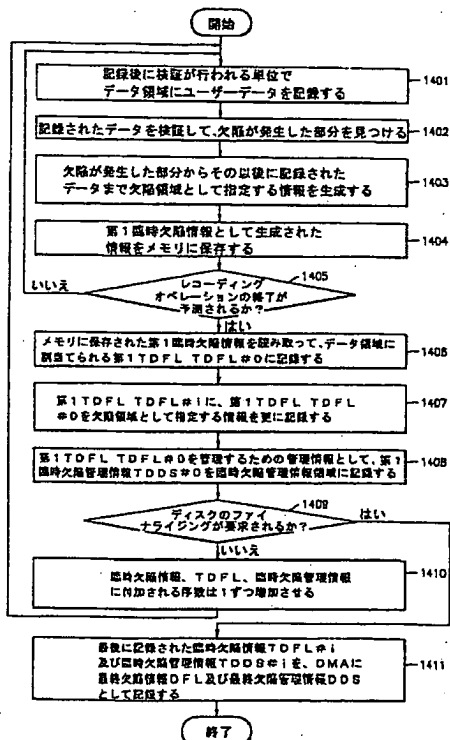 開始
記録後に検証が行われる単位で
データ領域にユーザーデータを記録する
1401
記録されたデータを検証して、欠陥が発生した部分を見つける
1402
欠陥が発生した部分からその以後に記録された
データまで欠陥領域として指定する情報を生成する
1403
第1臨時欠陥情報として生成された
情報をメモリに保存する
1404
1405
レコーディング
オペレーションの終了が
予測されるか?
いいえ
はい
メモリに保存された第1臨時欠陥情報を読み取って、データ領域に
割当てられる第1TDFL TDFL#0に記録する
1406
第1TDFL TDFL#iに、第1TDFL TDFL
#0を欠陥領域として指定する情報を更に記録する
1407
第1TDFL TDFL#0を管理するための管理情報として、第1
臨時欠陥管理情報TDDS#0を臨時欠陥管理情報領域に記録する
1408
1409
ディスクのファイ
ナライジングが要求されるか?
はい
いいえ
臨時欠陥情報、TDFL、臨時欠陥管理情報
に付加される序数は1ずつ増加させる
1410
最後に記録された臨時欠陥情報TDFL#i
及び臨時欠陥管理情報TDDS#iを、DMAに
最終欠陥情報DFL及び最終欠陥管理情報DDS
として記録する
1411
終了